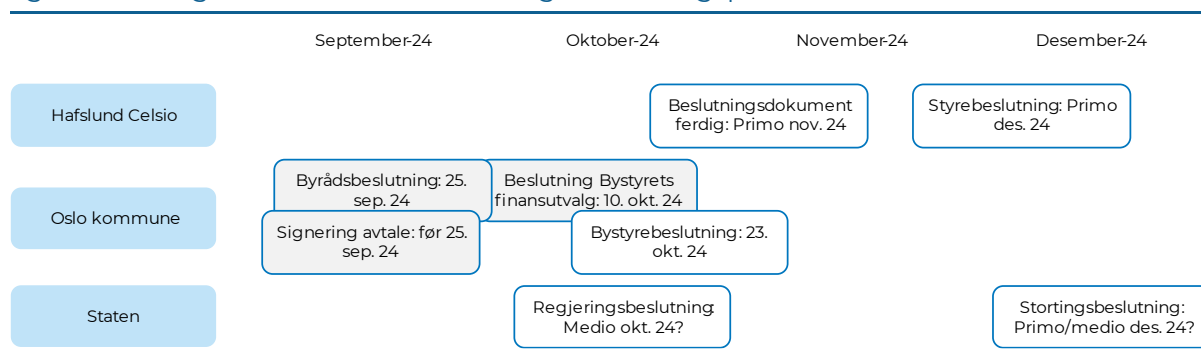 September-24
Oktober-24
November-24
Desember-24
Hafslund Celsio
Beslutningsdokument
ferdig: Primo nov. 24
Styrebeslutning: Primo
des. 24
Oslo kommune
Byrådsbeslutning: 25.
sep. 24
Beslutning Bystyrets
finansutvalg: 10. okt. 24
Signering avtale: før 25.
sep. 24
Bystyrebeslutning: 23.
okt. 24
Staten
Regjeringsbeslutning:
Medio okt. 24?
Stortingsbeslutning:
Primo/medio des. 24?